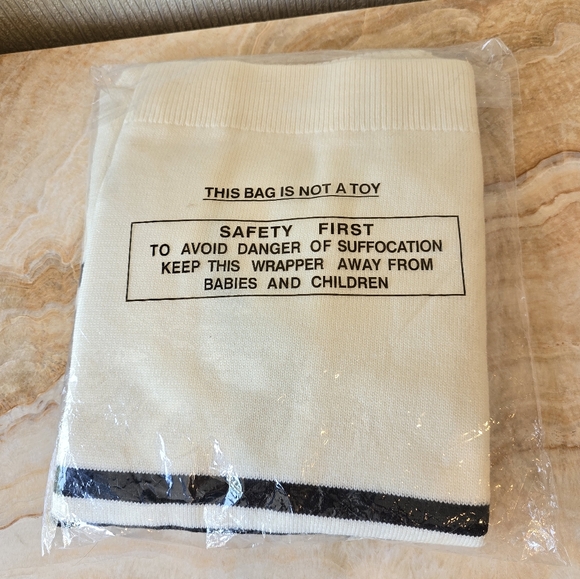 THIS BAG IS NOT A TOY
SAFETY FIRST
TO AVOID DANGER OF SUFFOCATION
KEEP THIS WRAPPER AWAY FROM
BABIES AND CHILDREN